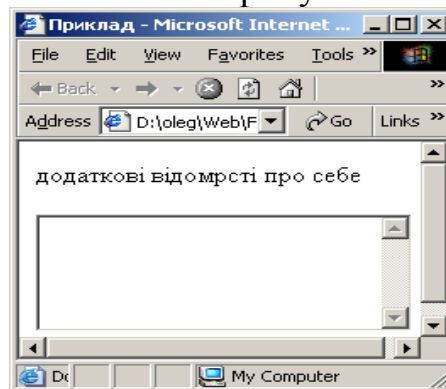 Приклад - Microsoft Internet ...
File Edit View Favorites Tools »
Back »
Address D:\oleg\Web\F Go Links »
додаткові відомрсті про себе
My Computer